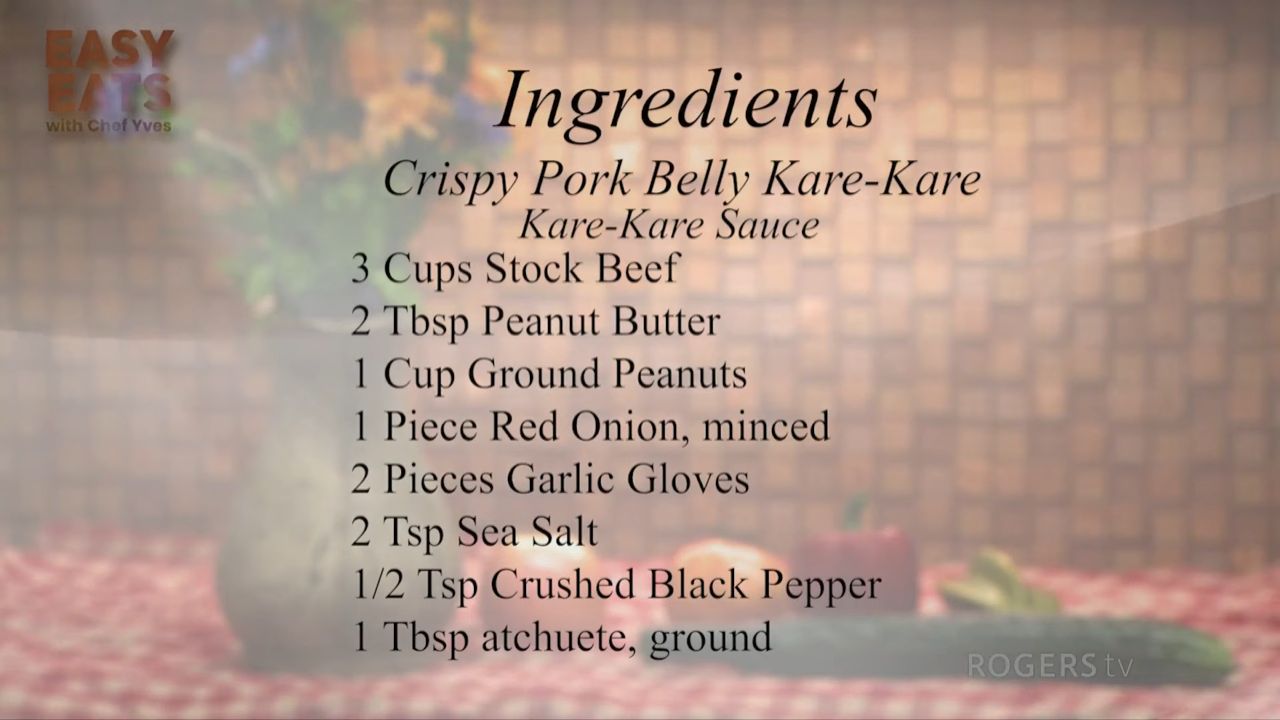 EASY
EATS
with Chef Yves
Ingredients
Crispy Pork Belly Kare-Kare
Kare-Kare Sauce
3 Cups Stock Beef
2 Tbsp Peanut Butter
1 Cup Ground Peanuts
1 Piece Red Onion, minced
2 Pieces Garlic Gloves
2 Tsp Sea Salt
1/2 Tsp Crushed Black Pepper
1 Tbsp atchuete, ground
ROGERS tv